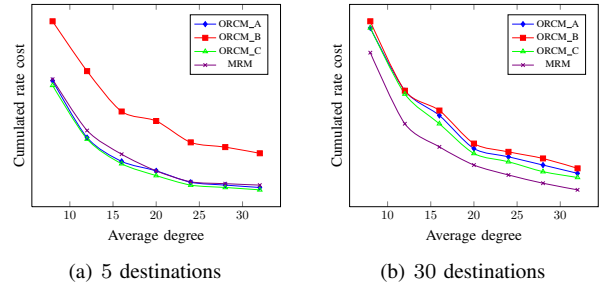 Cumulated rate cost
ORCM_A
ORCM_B
ORCM_C
MRM
10 15 20 25 30
Average degree
(a) 5 destinations
Cumulated rate cost
ORCM_A
ORCM_B
ORCM_C
MRM
10 15 20 25 30
Average degree
(b) 30 destinations